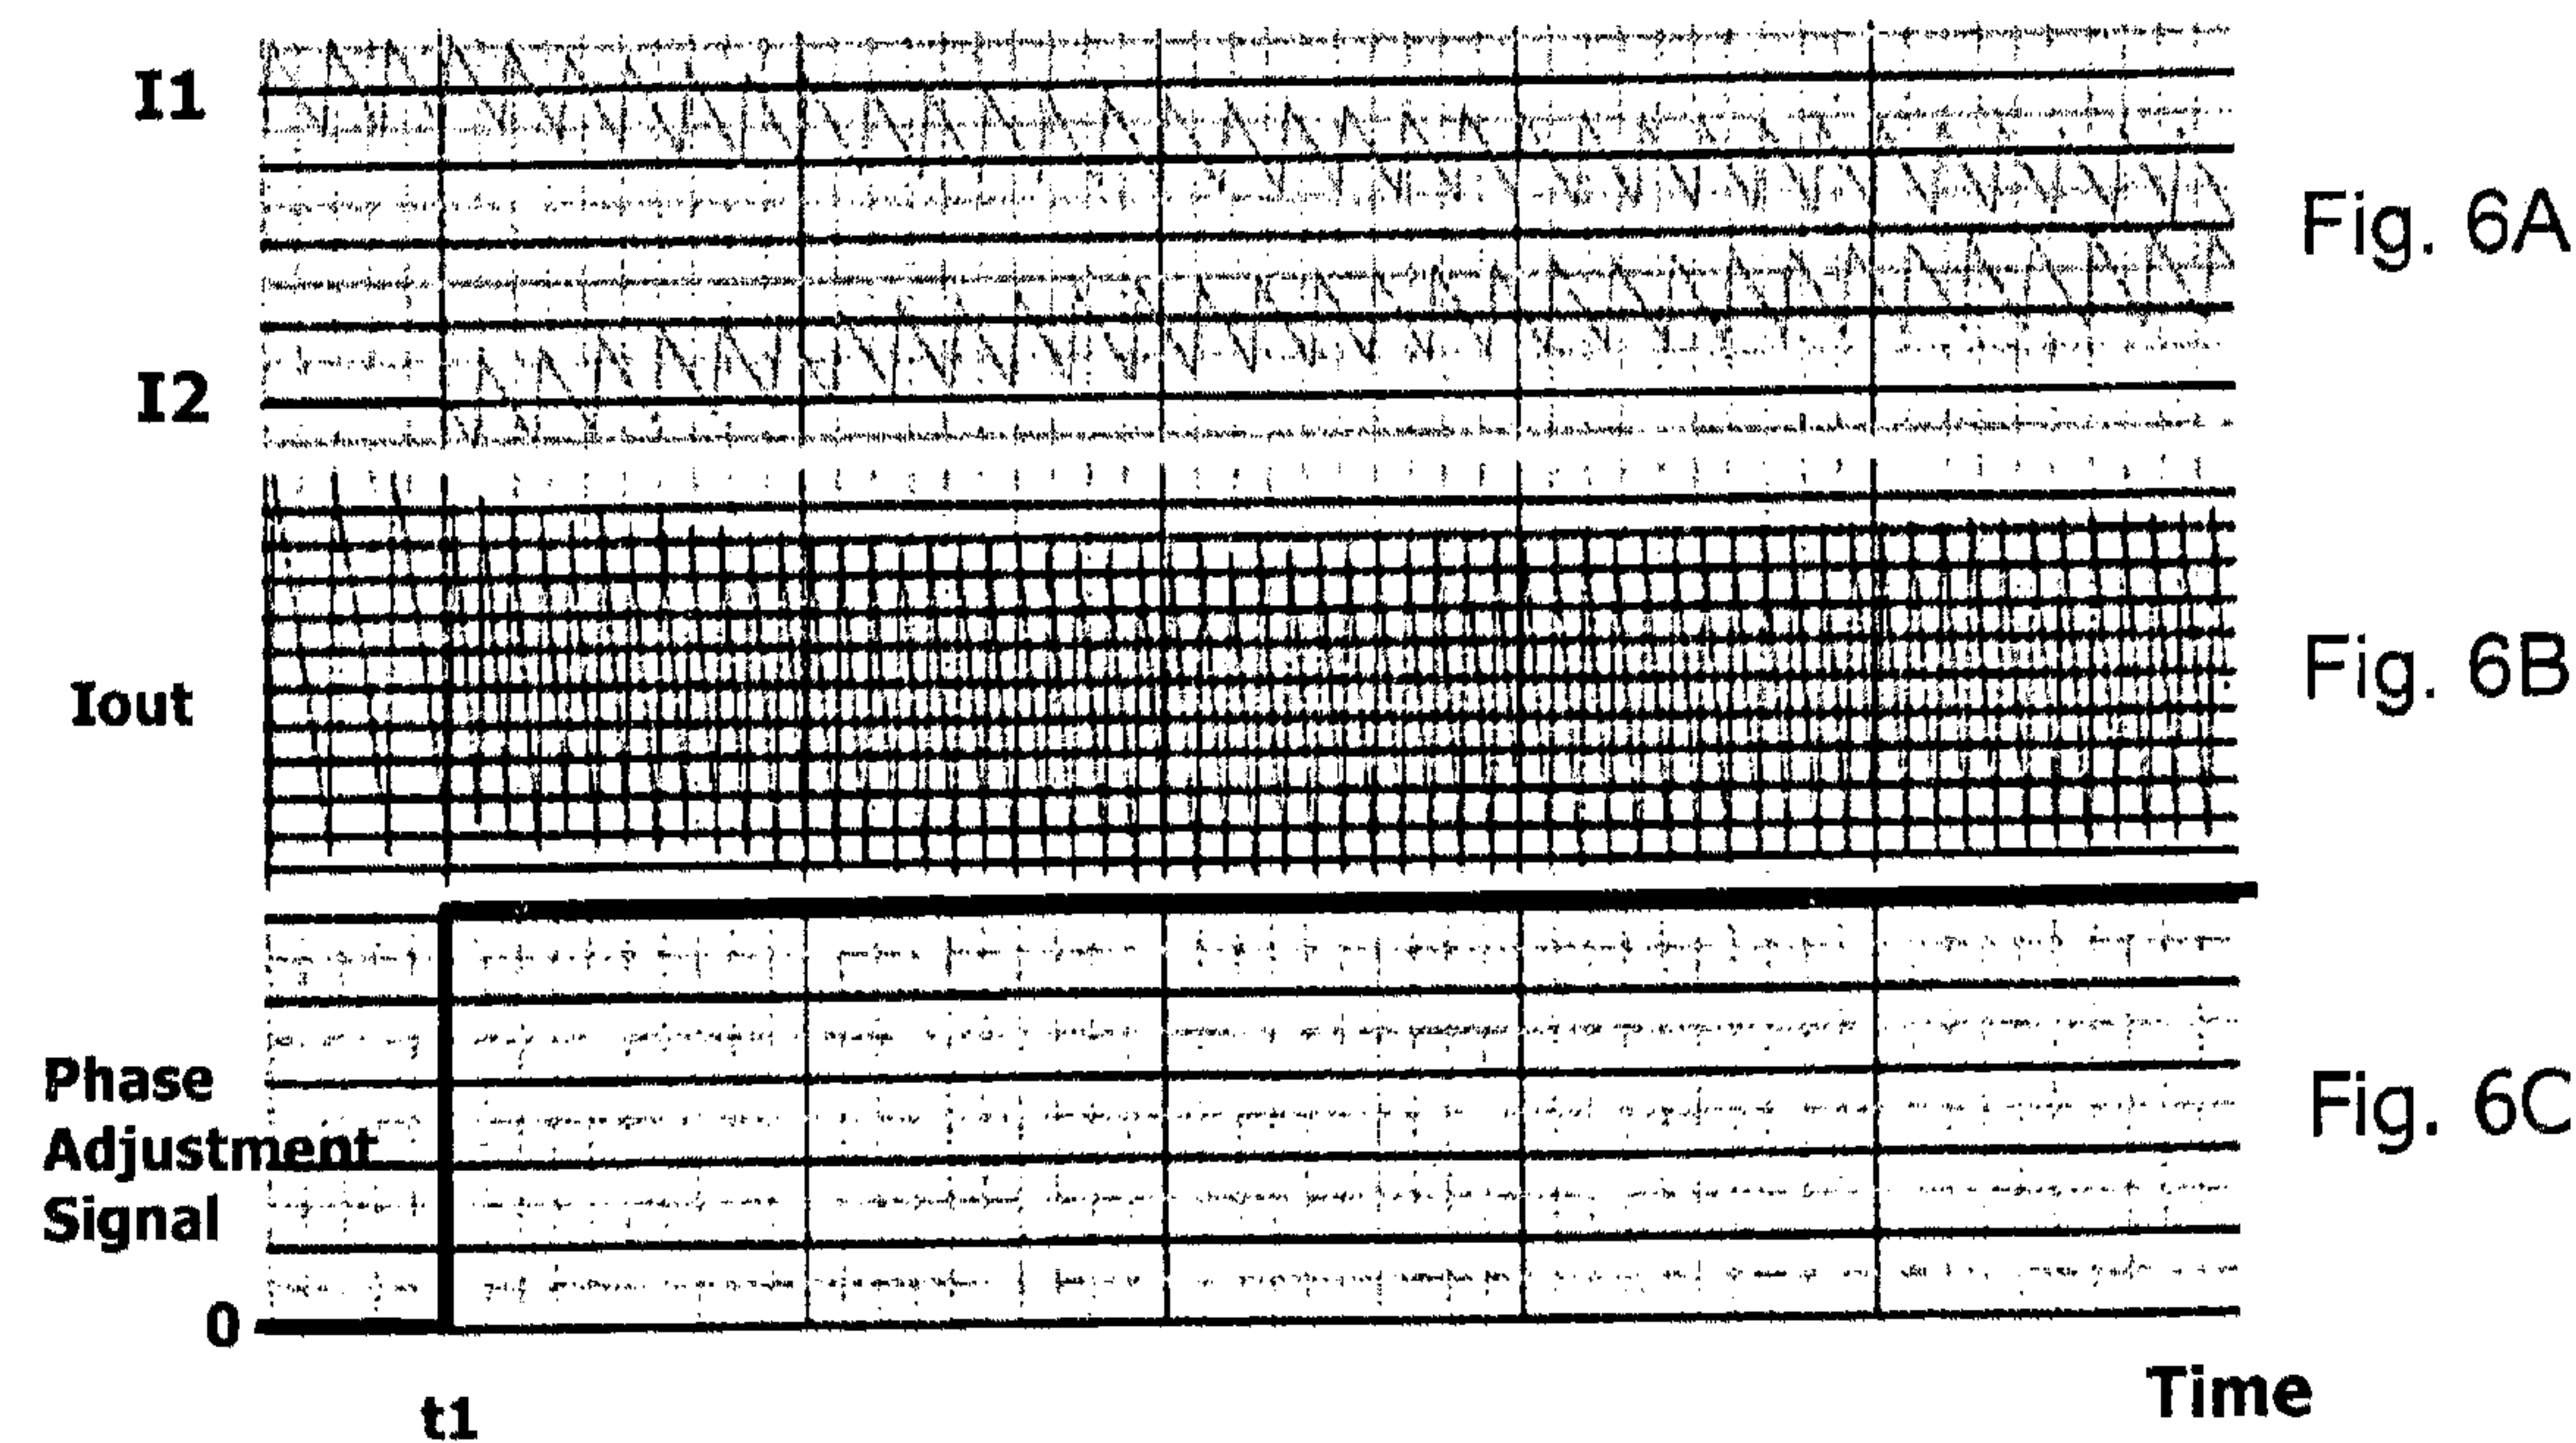 I1
Fig. 6A
I2
Iout
Fig. 6B
Phase
Adjustment
Signal
Fig. 6C
0
t1
Time